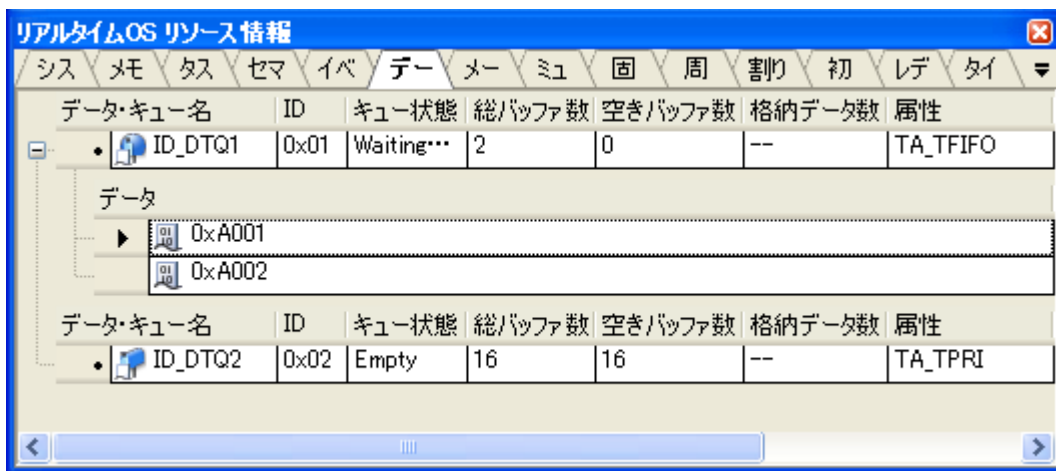 リアルタイムOS リソース情報
シス メモ タス セマ イベ デー メー ミュ 固 周 割り 初 レデ タイ
データ・キュー名 ID キュー状態 総バッファ数 空きバッファ数 格納データ数 属性
ID_DTQ1 0x01 Waiting… 2 0 -- TA_TFIFO
データ
0xA001
0xA002
データ・キュー名 ID キュー状態 総バッファ数 空きバッファ数 格納データ数 属性
ID_DTQ2 0x02 Empty 16 16 -- TA_TPRI